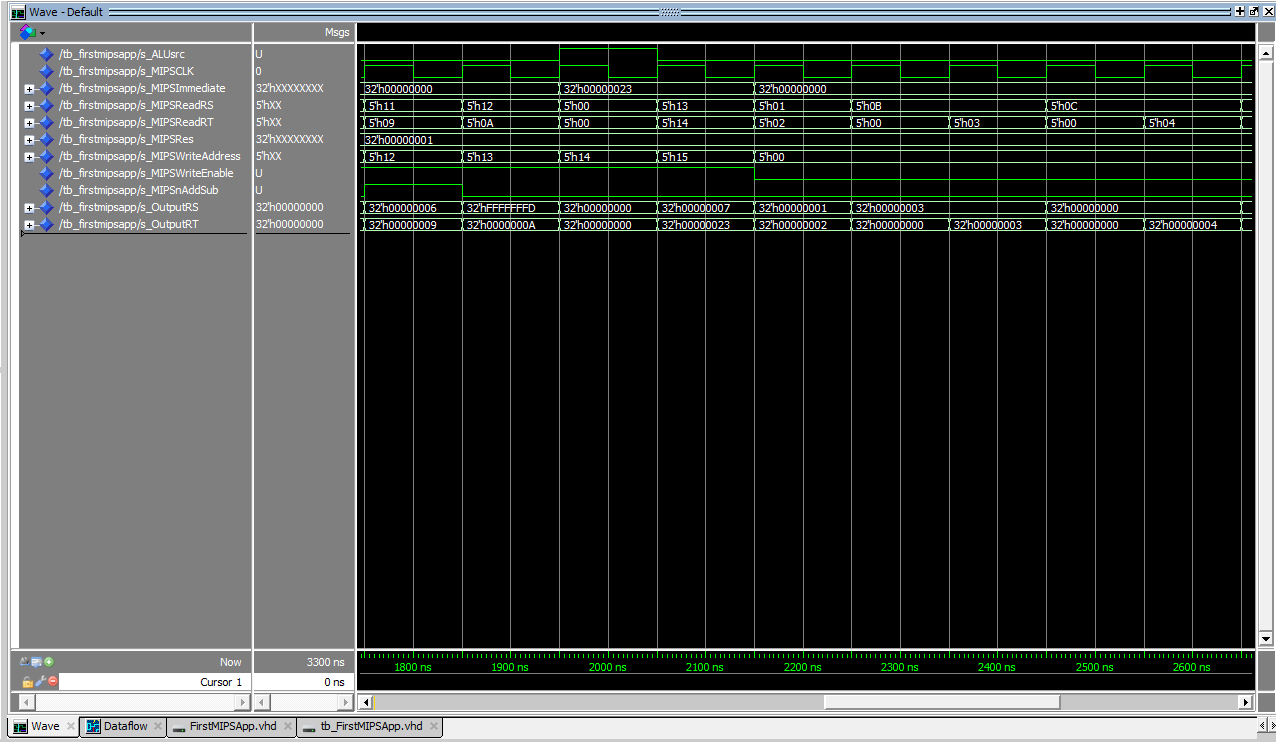 Wave - Default
Msgs
/tb_firstmipsapp/s_ALUsrc U
/tb_firstmipsapp/s_MIPSCLK 0
/tb_firstmipsapp/s_MIPSImmediate 32'hXXXXXXXX 32'h00000000 32'h00000023 32'h00000000
/tb_firstmipsapp/s_MIPSReadRS 5'hXX 5'h11 5'h12 5'h00 5'h13 5'h01 5'h0B 5'h0C
/tb_firstmipsapp/s_MIPSReadRT 5'hXX 5'h09 5'h0A 5'h00 5'h14 5'h02 5'h00 5'h03 5'h00 5'h04
/tb_firstmipsapp/s_MIPSRes 32'hXXXXXXXX 32'h00000001
/tb_firstmipsapp/s_MIPSWriteAddress 5'hXX 5'h12 5'h13 5'h14 5'h15 5'h00
/tb_firstmipsapp/s_MIPSWriteEnable U
/tb_firstmipsapp/s_MIPSnAddSub U
/tb_firstmipsapp/s_OutputRS 32'h00000000 32'h00000006 32'hFFFFFFFD 32'h00000000 32'h00000007 32'h00000001 32'h00000003 32'h00000000
/tb_firstmipsapp/s_OutputRT 32'h00000000 32'h00000009 32'h0000000A 32'h00000000 32'h00000023 32'h00000002 32'h00000000 32'h00000003 32'h00000000 32'h00000004
Now 3300 ns 1800 ns 1900 ns 2000 ns 2100 ns 2200 ns 2300 ns 2400 ns 2500 ns 2600 ns
Cursor 1 0 ns
Wave Dataflow FirstMIPSApp.vhd tb_FirstMIPSApp.vhd